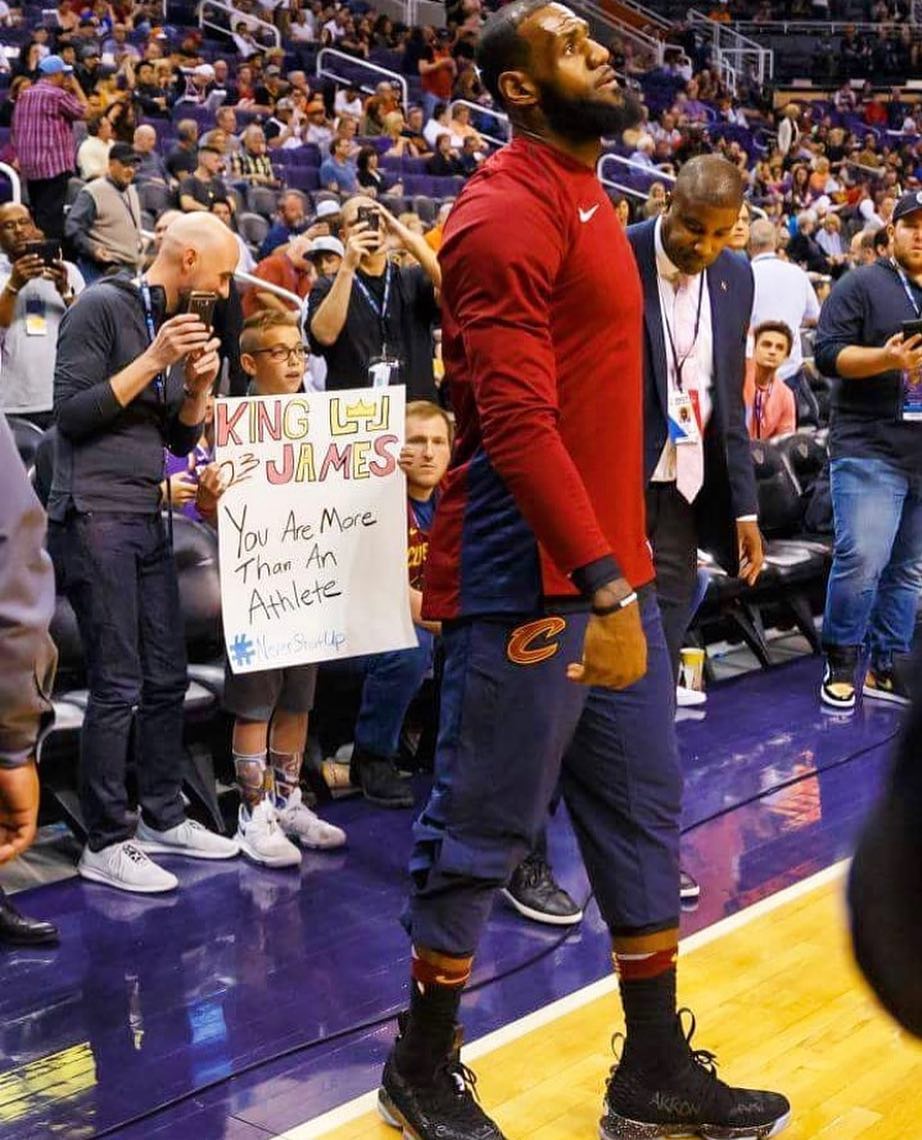 KING
23 JAMES
You Are More
Than An
Athlete
#NeverShutUp
AKRON